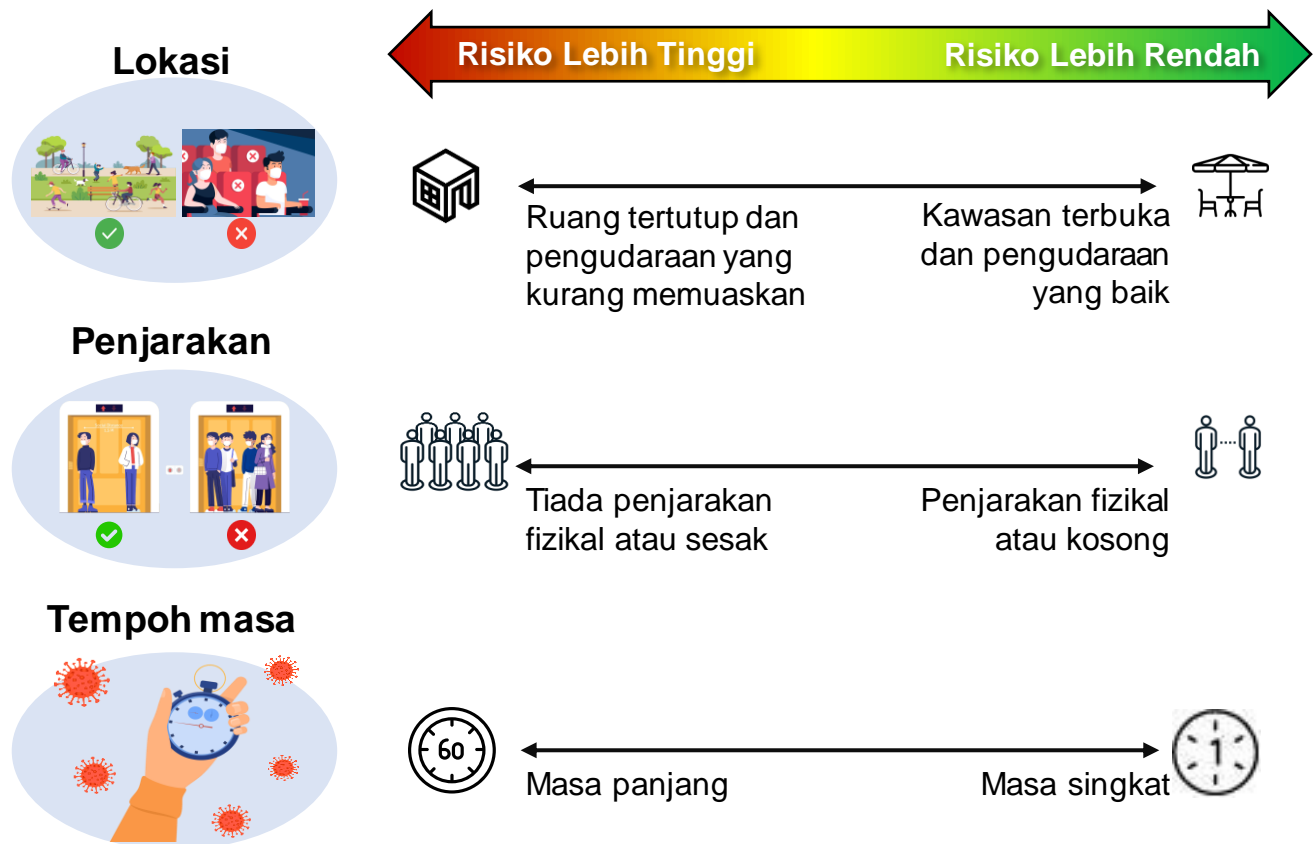 Risiko Lebih Tinggi
Risiko Lebih Rendah
Lokasi
Ruang tertutup dan
pengudaraan yang
kurang memuaskan
Kawasan terbuka
dan pengudaraan
yang baik
Penjarakan
Tiada penjarakan
fizikal atau sesak
Penjarakan fizikal
atau kosong
Tempoh masa
60
Masa panjang
1
Masa singkat